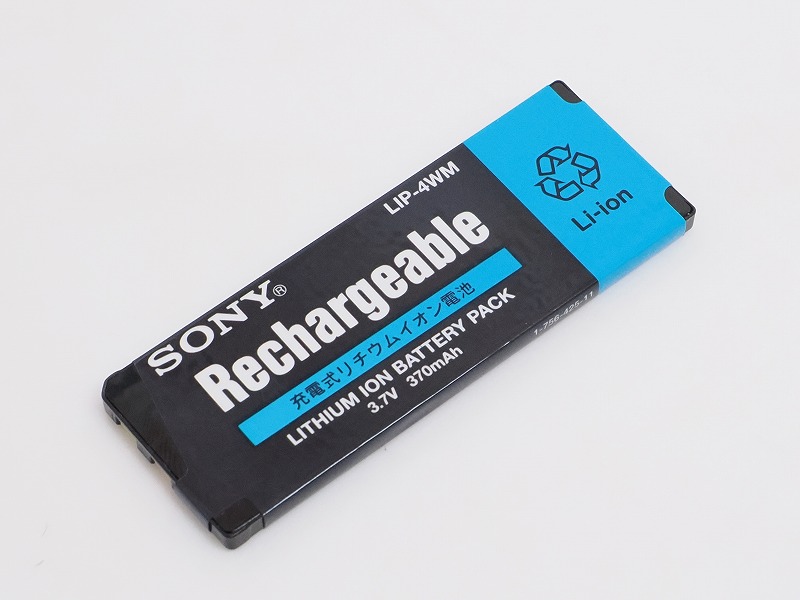 SONY®
LIP-4WM
Rechargeable
充電式リチウムイオン電池
LITHIUM ION BATTERY PACK
3.7V 370mAh
Li-ion
1-756-425-11